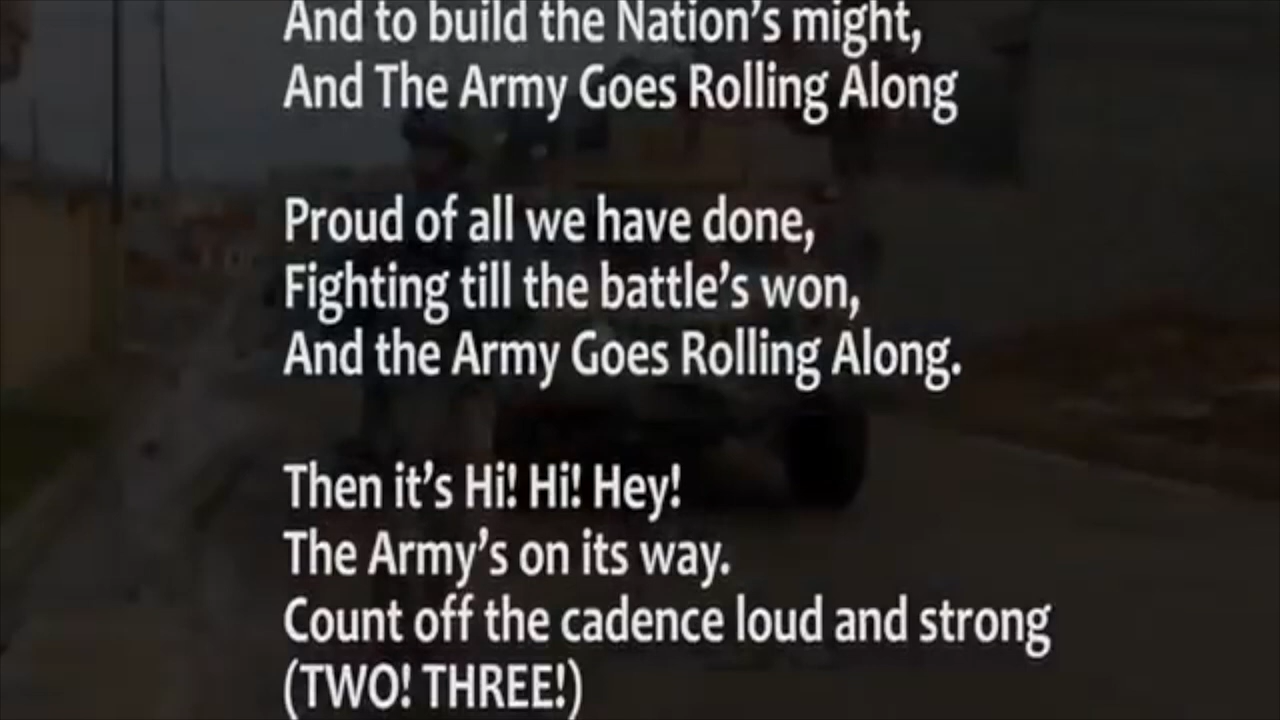 And to build the Nation’s might,
And The Army Goes Rolling Along
Proud of all we have done,
Fighting till the battle’s won,
And the Army Goes Rolling Along.
Then it’s Hi! Hi! Hey!
The Army’s on its way.
Count off the cadence loud and strong
(TWO! THREE!)